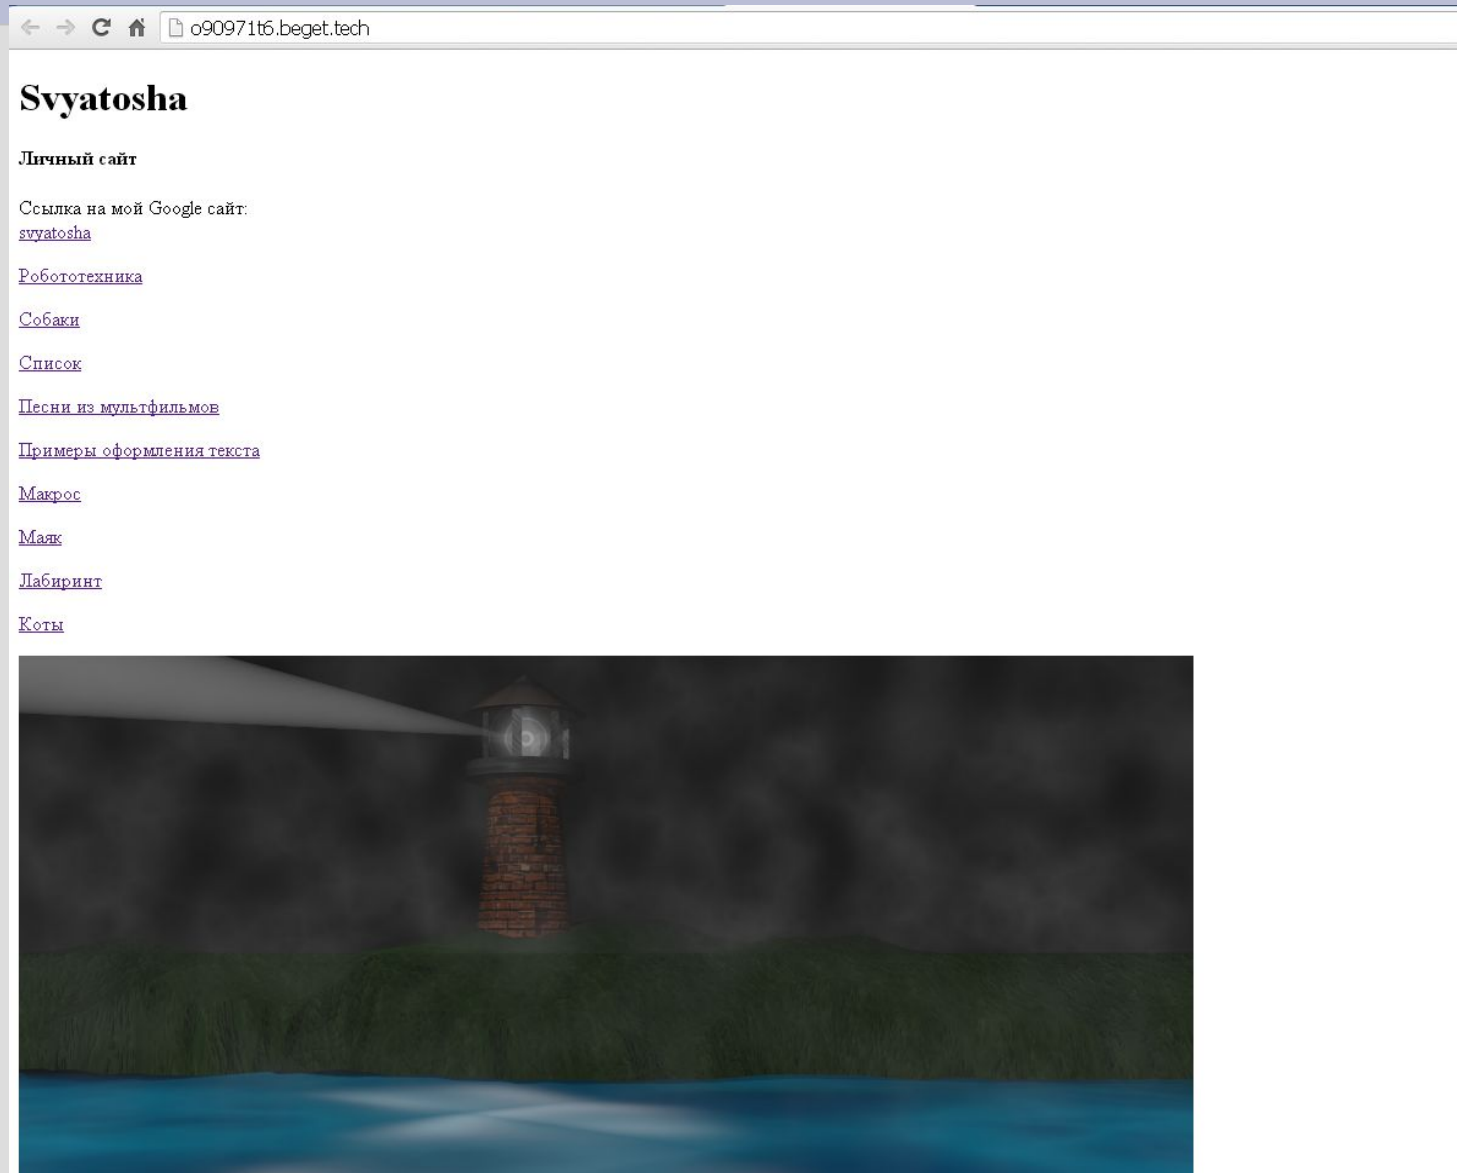 o90971t6.beget.tech
Svyatosha
Личный сайт
Ссылка на мой Google сайт:
svyatosha
Робототехника
Собаки
Список
Песни из мультфильмов
Примеры оформления текста
Макрос
Маяк
Лабиринт
Коты